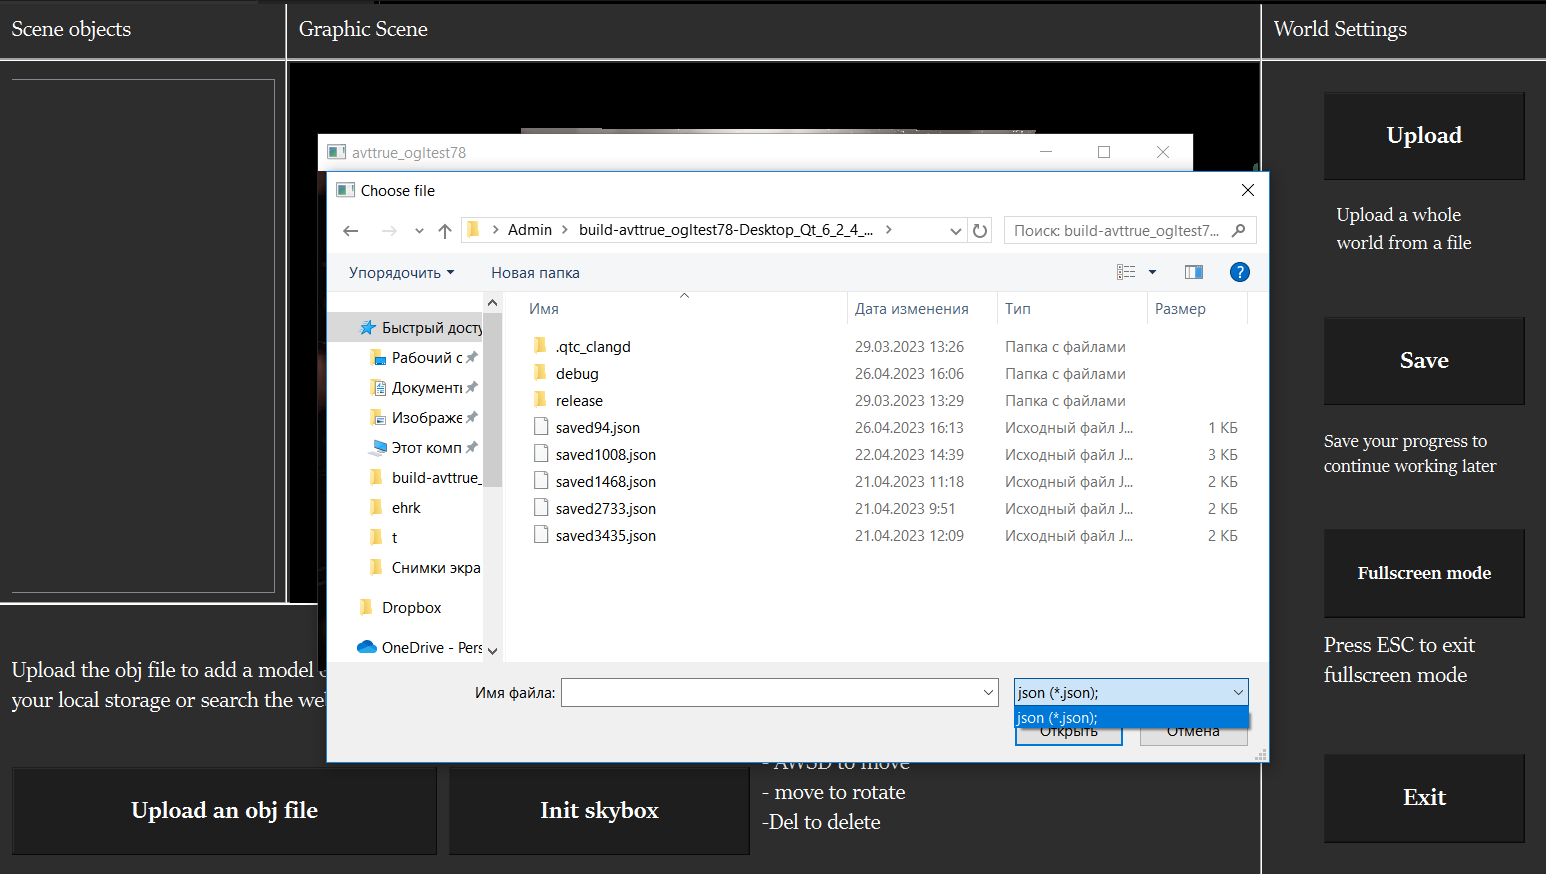 Scene objects
Graphic Scene
World Settings
avttrue_ogltest78
Choose file
Admin
build-avttrue_ogltest78-Desktop_Qt_6_2_4_...
Поиск: build-avttrue_ogltest7...
Упорядочить
Новая папка
Имя
Дата изменения
Тип
Размер
Быстрый досту
Рабочий с
Документы
Изображе
Этот комп
build-avttrue_
ehrk
t
Снимки экра
Dropbox
OneDrive - Pers
.qtc_clangd 29.03.2023 13:26 Папка с файлами
debug 26.04.2023 16:06 Папка с файлами
release 29.03.2023 13:29 Папка с файлами
saved94.json 26.04.2023 16:13 Исходный файл J... 1 КБ
saved1008.json 22.04.2023 14:39 Исходный файл J... 3 КБ
saved1468.json 21.04.2023 11:18 Исходный файл J... 2 КБ
saved2733.json 21.04.2023 9:51 Исходный файл J... 2 КБ
saved3435.json 21.04.2023 12:09 Исходный файл J... 2 КБ
Имя файла:
json (*.json);
json (*.json);
Открыть
Отмена
Upload
Upload a whole
world from a file
Save
Save your progress to
continue working later
Fullscreen mode
Press ESC to exit
fullscreen mode
Exit
Upload the obj file to add a model
your local storage or search the web
Upload an obj file
Init skybox
- AWSD to move
- move to rotate
-Del to delete